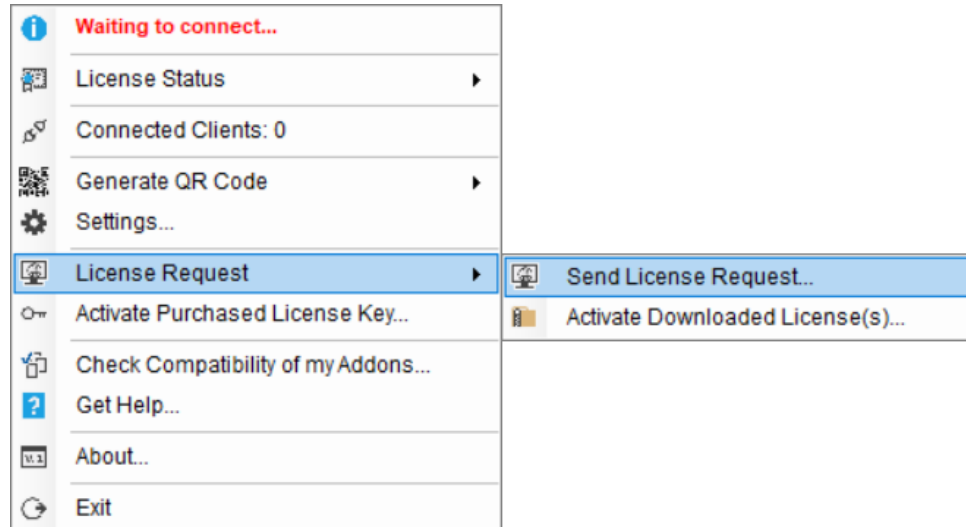 Waiting to connect...
License Status
Connected Clients: 0
Generate QR Code
Settings...
License Request
Send License Request...
Activate Purchased License Key...
Activate Downloaded License(s)...
Check Compatibility of my Addons...
Get Help...
About...
Exit